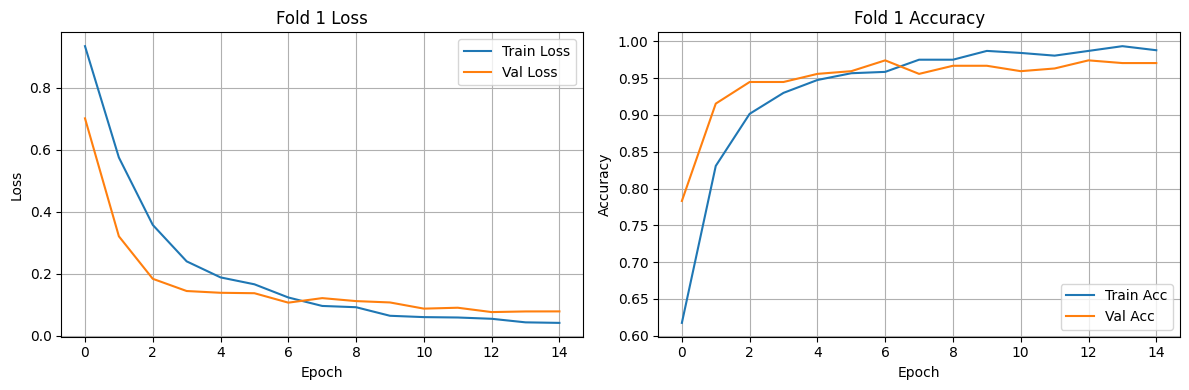 Fold 1 Loss
Train Loss
Val Loss
0.8
0.6
0.4
0.2
0.0
Loss
0 2 4 6 8 10 12 14
Epoch
Fold 1 Accuracy
1.00
0.95
0.90
0.85
0.80
0.75
0.70
0.65
0.60
Accuracy
Train Acc
Val Acc
0 2 4 6 8 10 12 14
Epoch